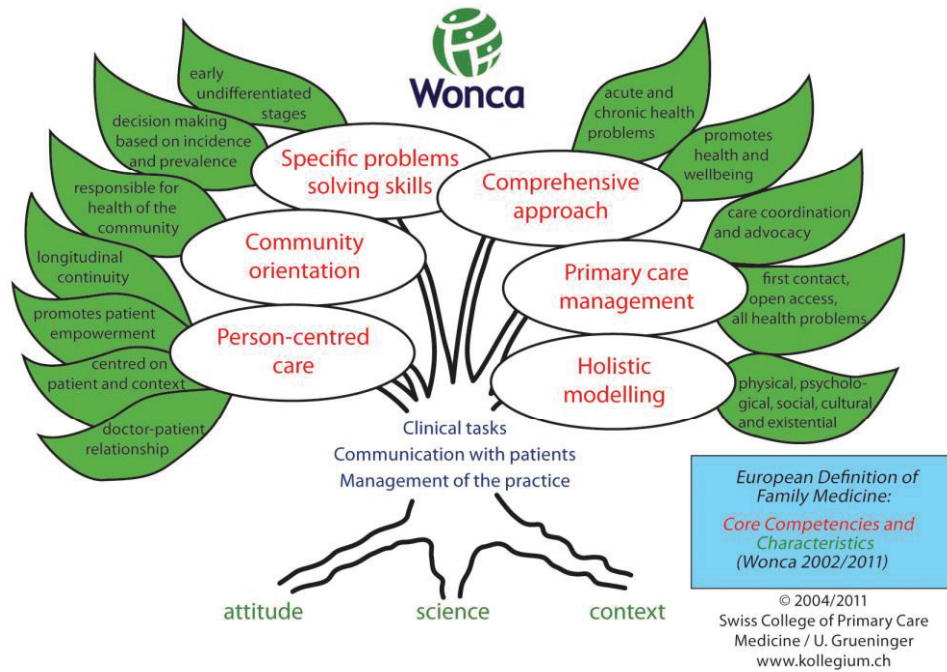 Wonca
early
undifferentiated
stages
decision making
based on incidence
and prevalence
responsible for
health of the
community
longitudinal
continuity
promotes patient
empowerment
centred on
patient and context
doctor-patient
relationship
Specific problems
solving skills
Community
orientation
Person-centred
care
acute and
chronic health
problems
promotes
health and
wellbeing
care coordination
and advocacy
first contact,
open access,
all health problems
physical, psycholo-
gical, social, cultural
and existential
Comprehensive
approach
Primary care
management
Holistic
modelling
Clinical tasks
Communication with patients
Management of the practice
attitude
science
context
European Definition of
Family Medicine:
Core Competencies and
Characteristics
(Wonca 2002/2011)
© 2004/2011
Swiss College of Primary Care
Medicine / U. Grueninger
www.kollegium.ch